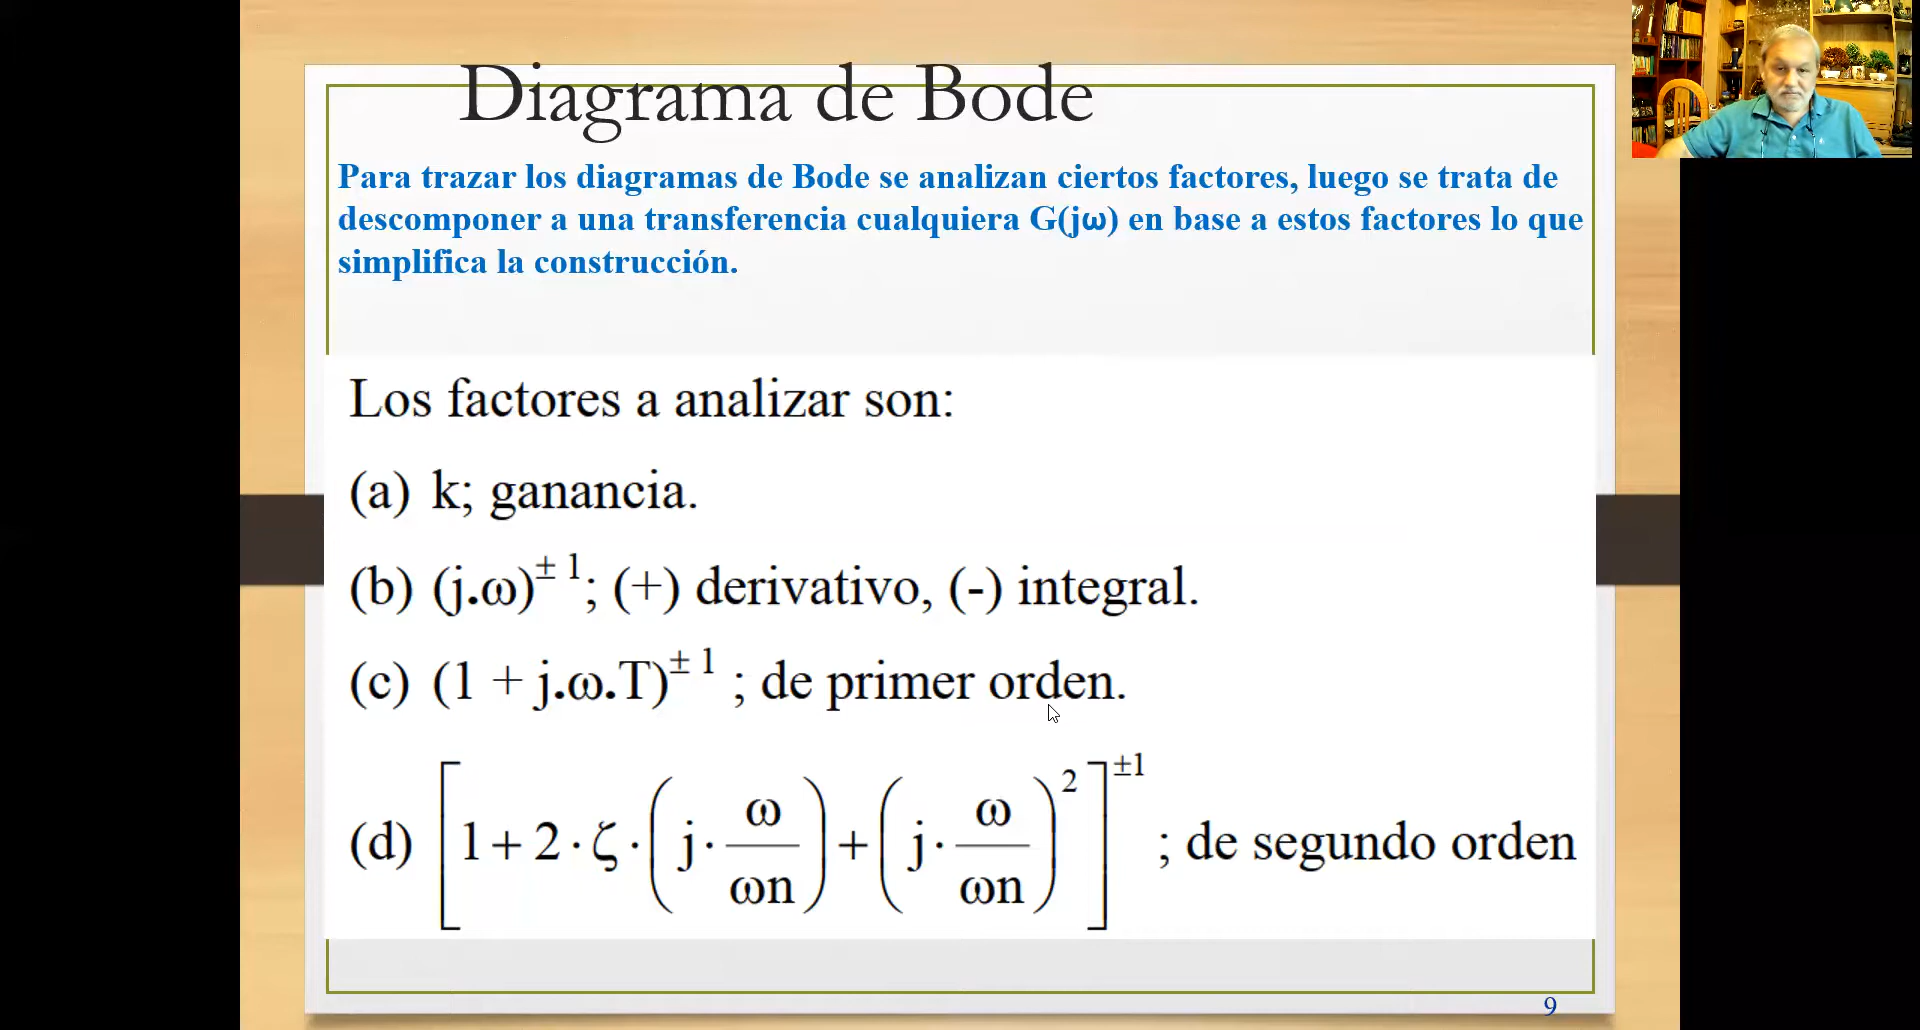 Diagrama de Bode
Para trazar los diagramas de Bode se analizan ciertos factores, luego se trata de
descomponer a una transferencia cualquiera G(jω) en base a estos factores lo que
simplifica la construcción.
Los factores a analizar son:
(a) k; ganancia.
(b) (j.ω)^± 1; (+) derivativo, (-) integral.
(c) (1 + j.ω.T)^± 1 ; de primer orden.
(d) [1 + 2 · ζ · (j · ω/ωn) + (j · ω/ωn)^2]^±1 ; de segundo orden
9